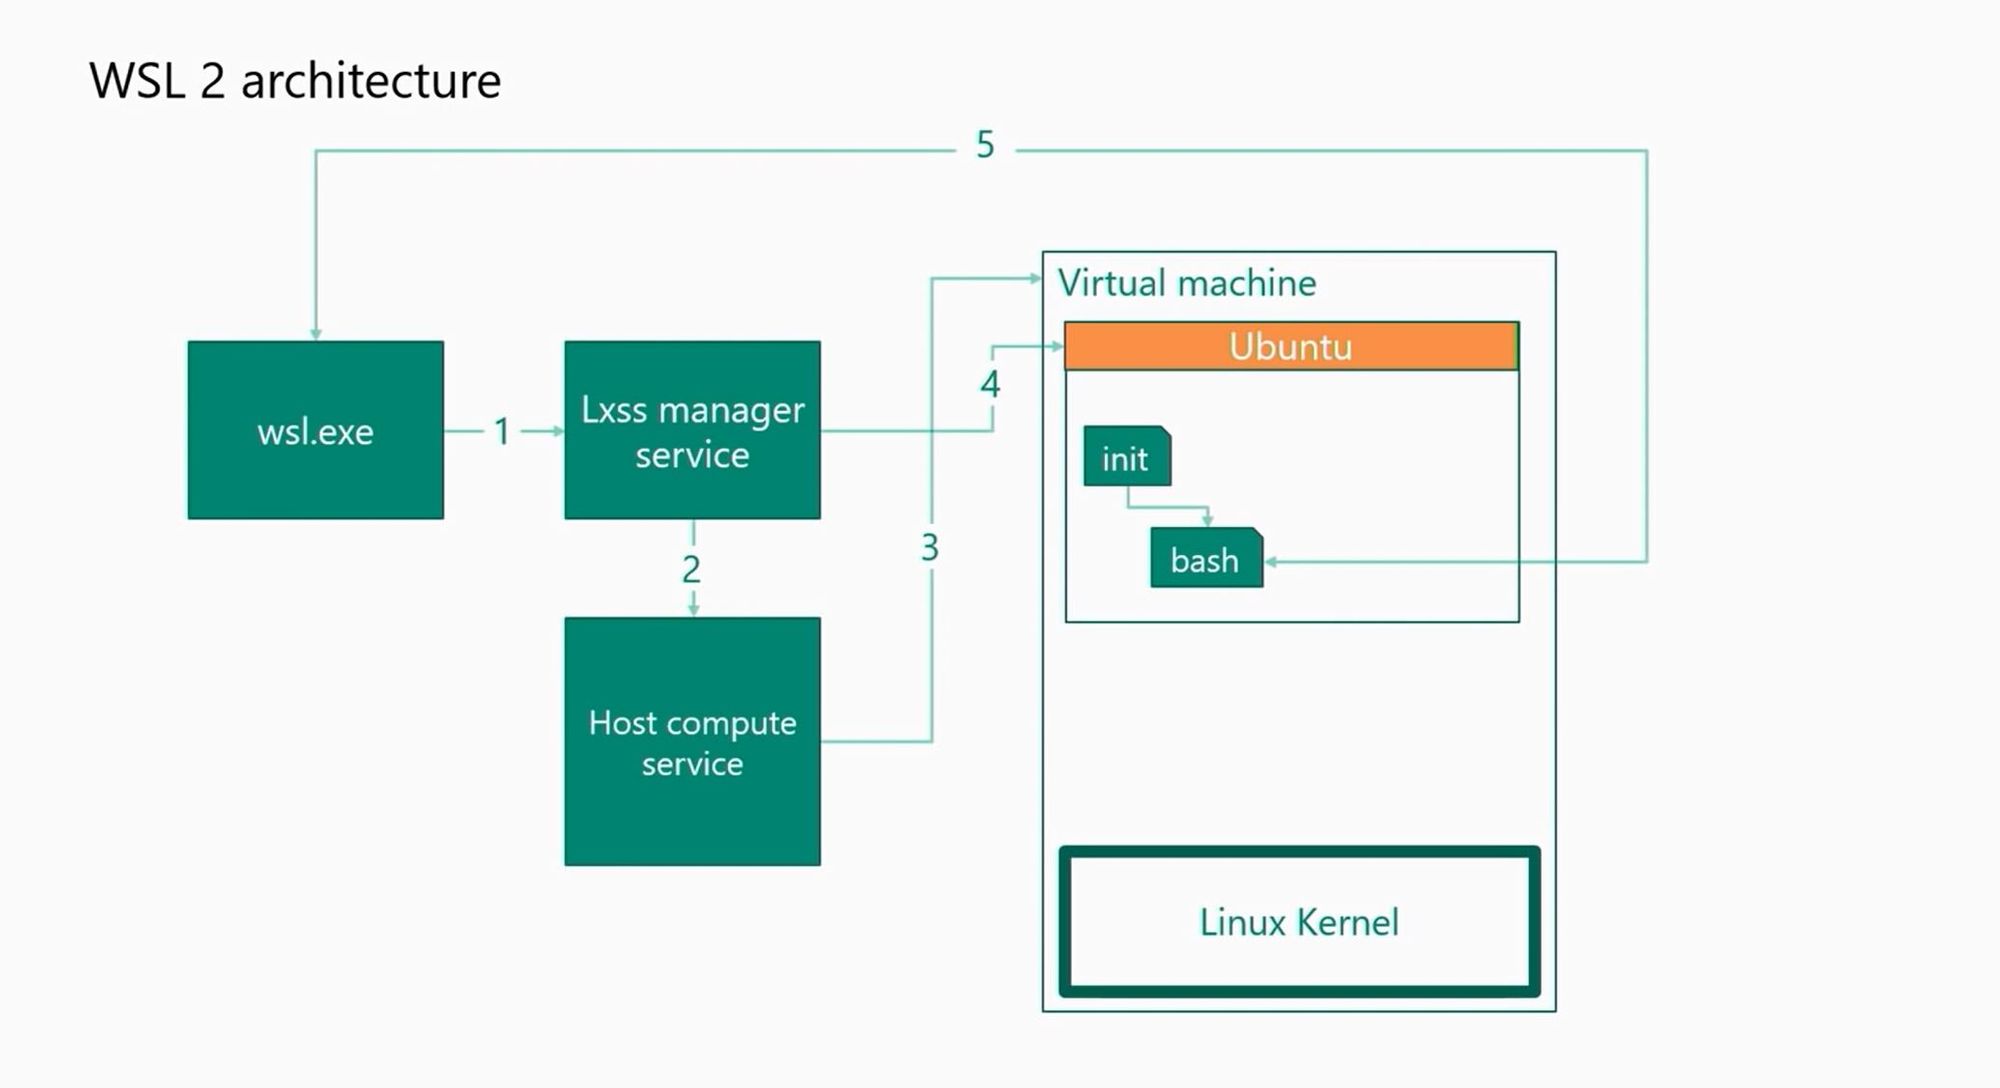 WSL 2 architecture
5
Virtual machine
Ubuntu
4
wsl.exe
1
Lxss manager
service
init
2
3
bash
Host compute
service
Linux Kernel